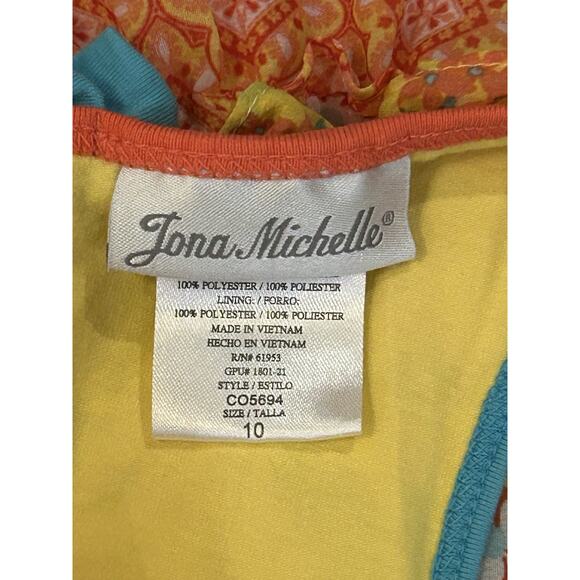 Jona Michelle®
100% POLYESTER / 100% POLIESTER
LINING: / FORRO:
100% POLYESTER / 100% POLIESTER
MADE IN VIETNAM
HECHO EN VIETNAM
R/N# 61953
GPU# 1801-21
STYLE / ESTILO
CO5694
SIZE / TALLA
10